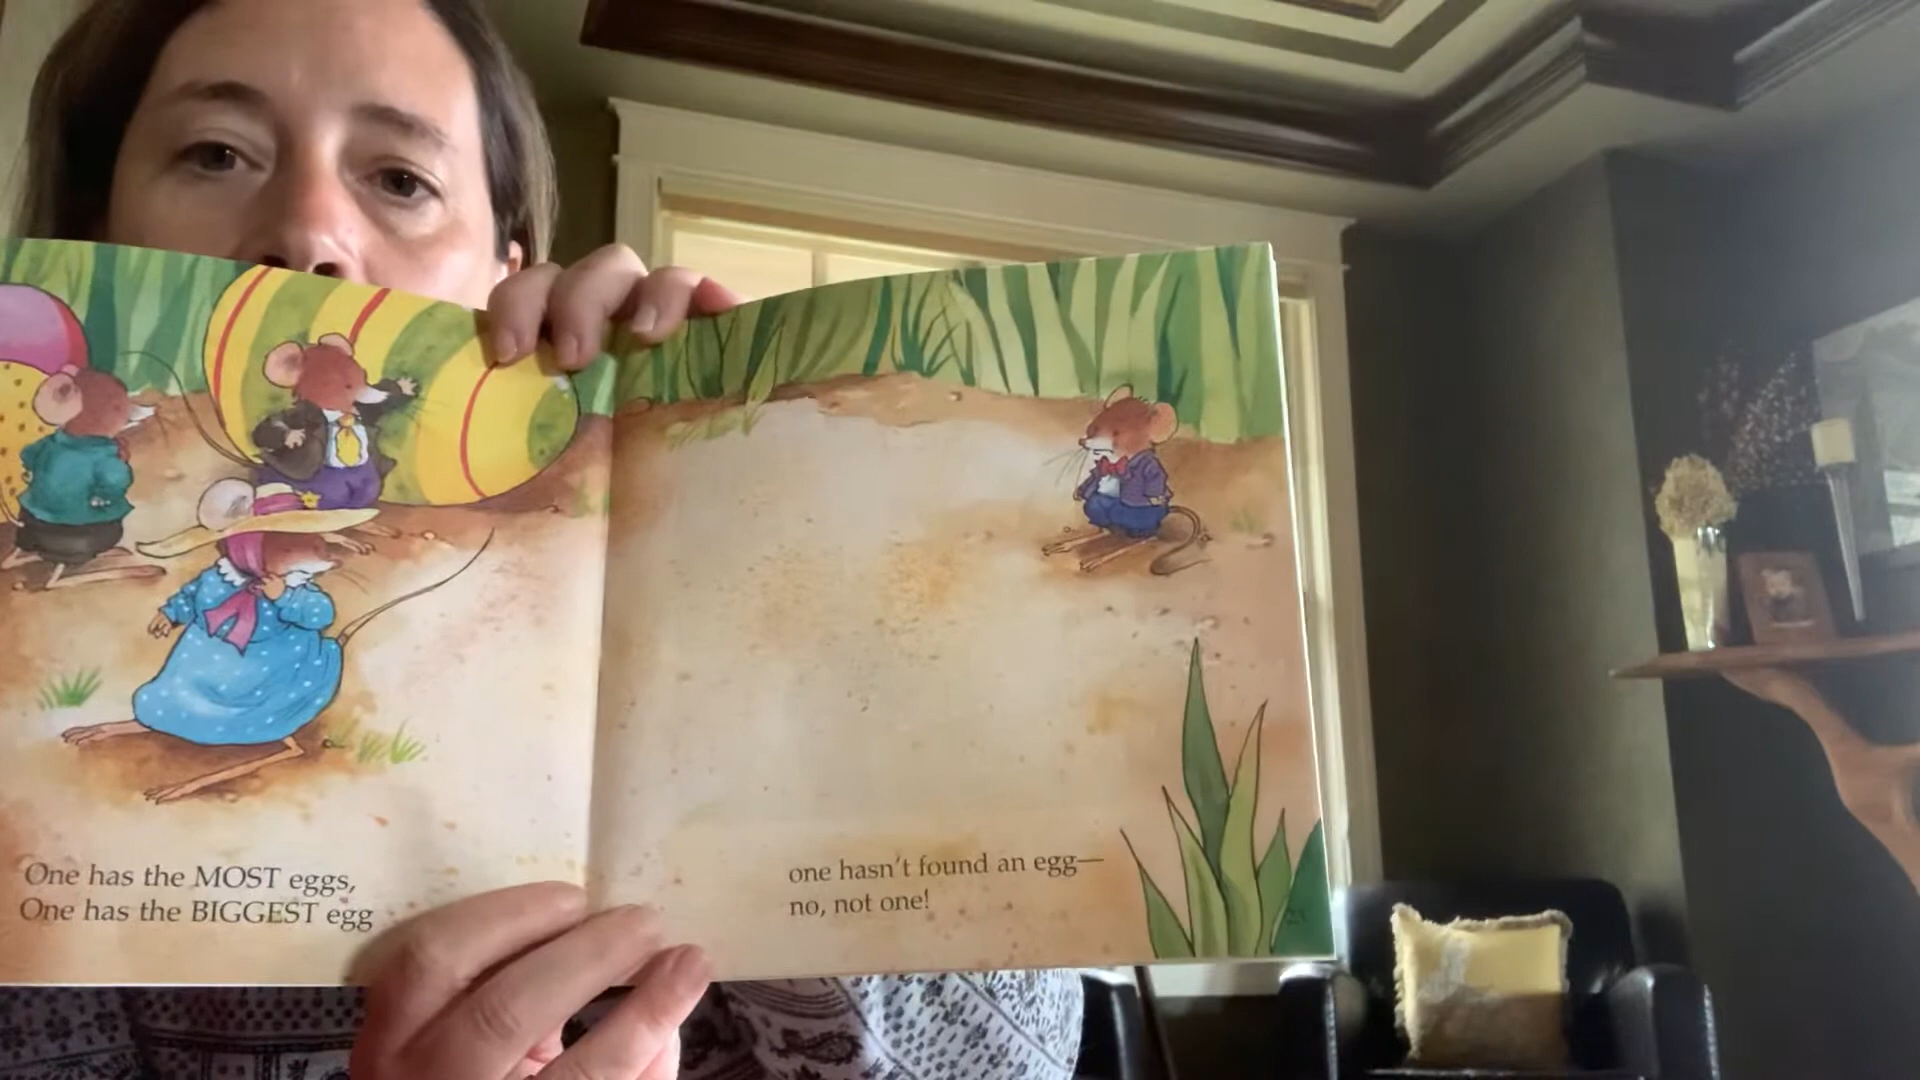 One has the MOST eggs,
One has the BIGGEST egg
one hasn't found an egg—
no, not one!